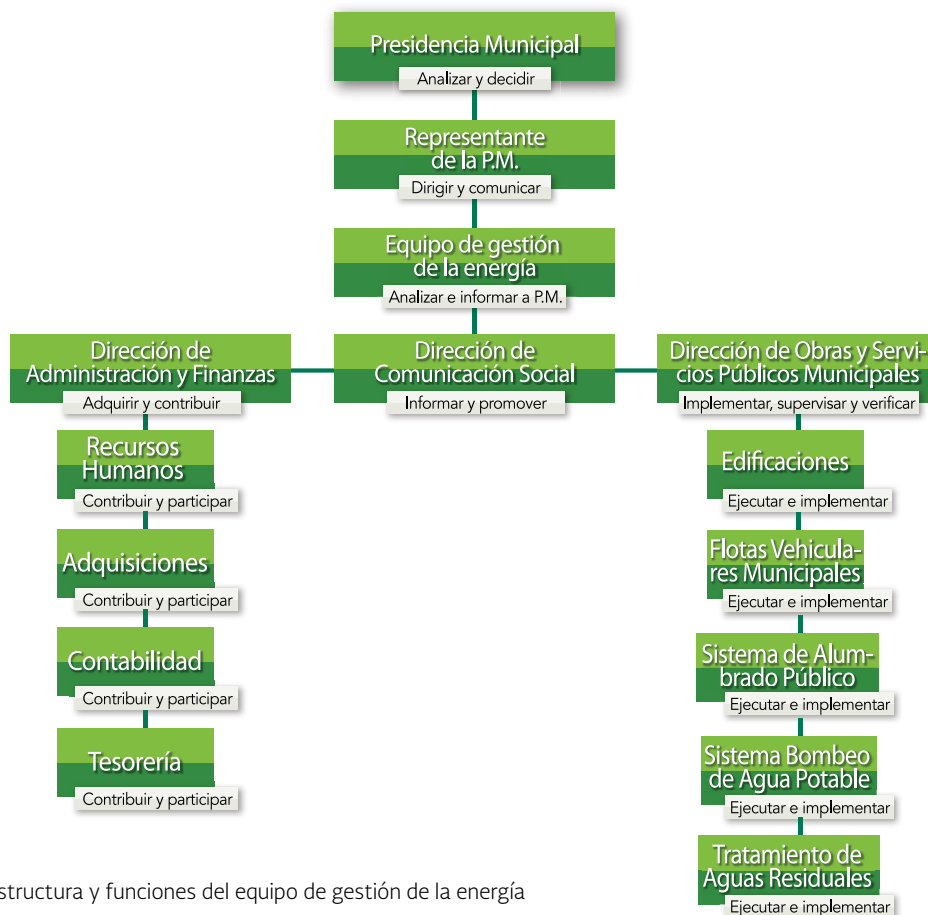 Presidencia Municipal
Analizar y decidir
Representante
de la P.M.
Dirigir y comunicar
Equipo de gestión
de la energía
Analizar e informar a P.M.
Dirección de
Administración y Finanzas
Adquirir y contribuir
Dirección de
Comunicación Social
Informar y promover
Dirección de Obras y Servi-
cios Públicos Municipales
Implementar, supervisar y verificar
Recursos
Humanos
Contribuir y participar
Adquisiciones
Contribuir y participar
Contabilidad
Contribuir y participar
Tesorería
Contribuir y participar
Edificaciones
Ejecutar e implementar
Flotas Vehicula-
res Municipales
Ejecutar e implementar
Sistema de Alum-
brado Público
Ejecutar e implementar
Sistema Bombeo
de Agua Potable
Ejecutar e implementar
Tratamiento de
Aguas Residuales
Ejecutar e implementar
structura y funciones del equipo de gestión de la energía